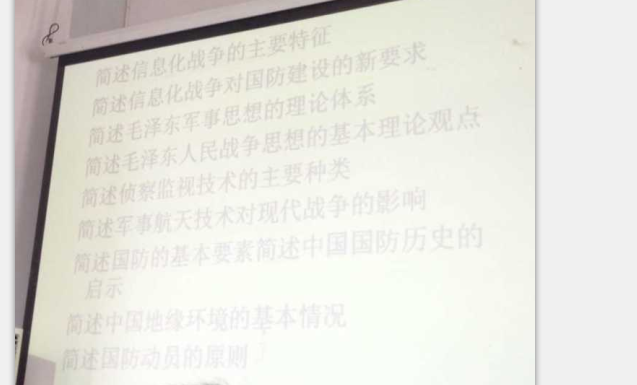 简述信息化战争的主要特征
简述信息化战争对国防建设的新要求
简述毛泽东军事思想的理论体系
简述毛泽东人民战争思想的基本理论观点
简述侦察监视技术的主要种类
简述军事航天技术对现代战争的影响
简述国防的基本要素简述中国国防历史的
启示
简述中国地缘环境的基本情况
简述国防动员的原则